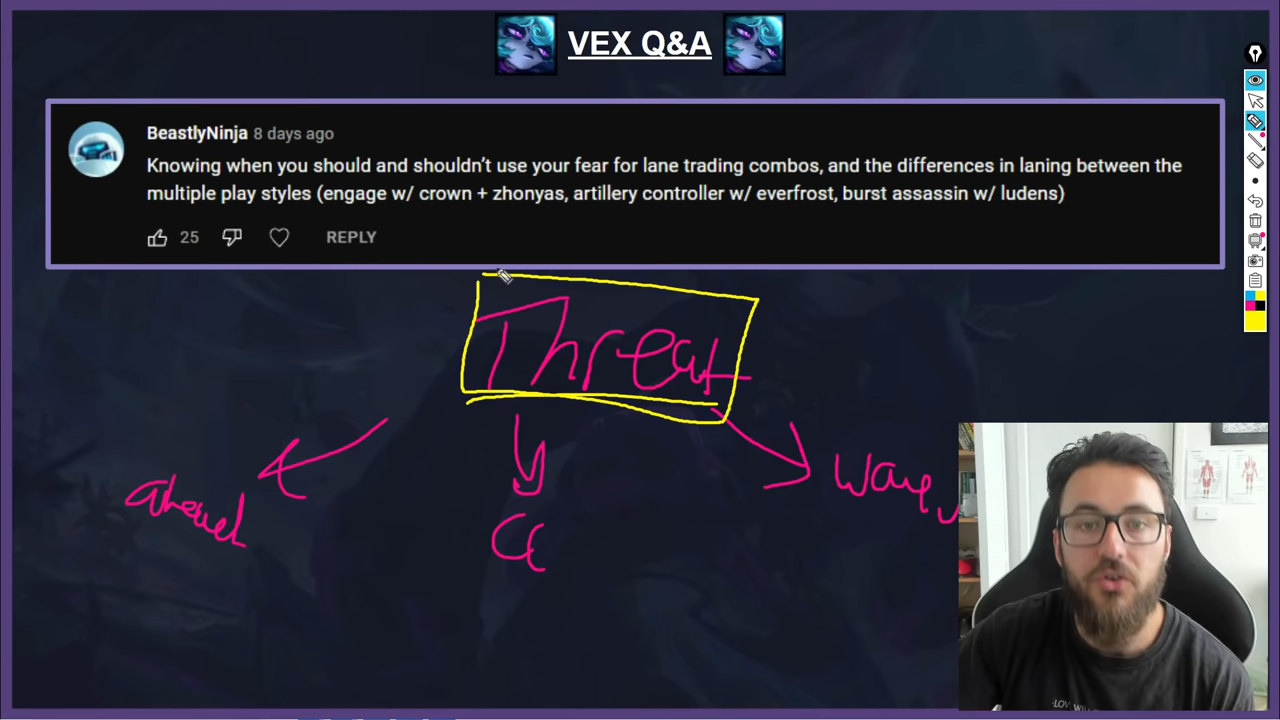 VEX Q&A
BeastlyNinja 8 days ago
Knowing when you should and shouldn't use your fear for lane trading combos, and the differences in laning between the
multiple play styles (engage w/ crown + zhonyas, artillery controller w/ everfrost, burst assassin w/ ludens)
25 REPLY
Threat
ahead
CC